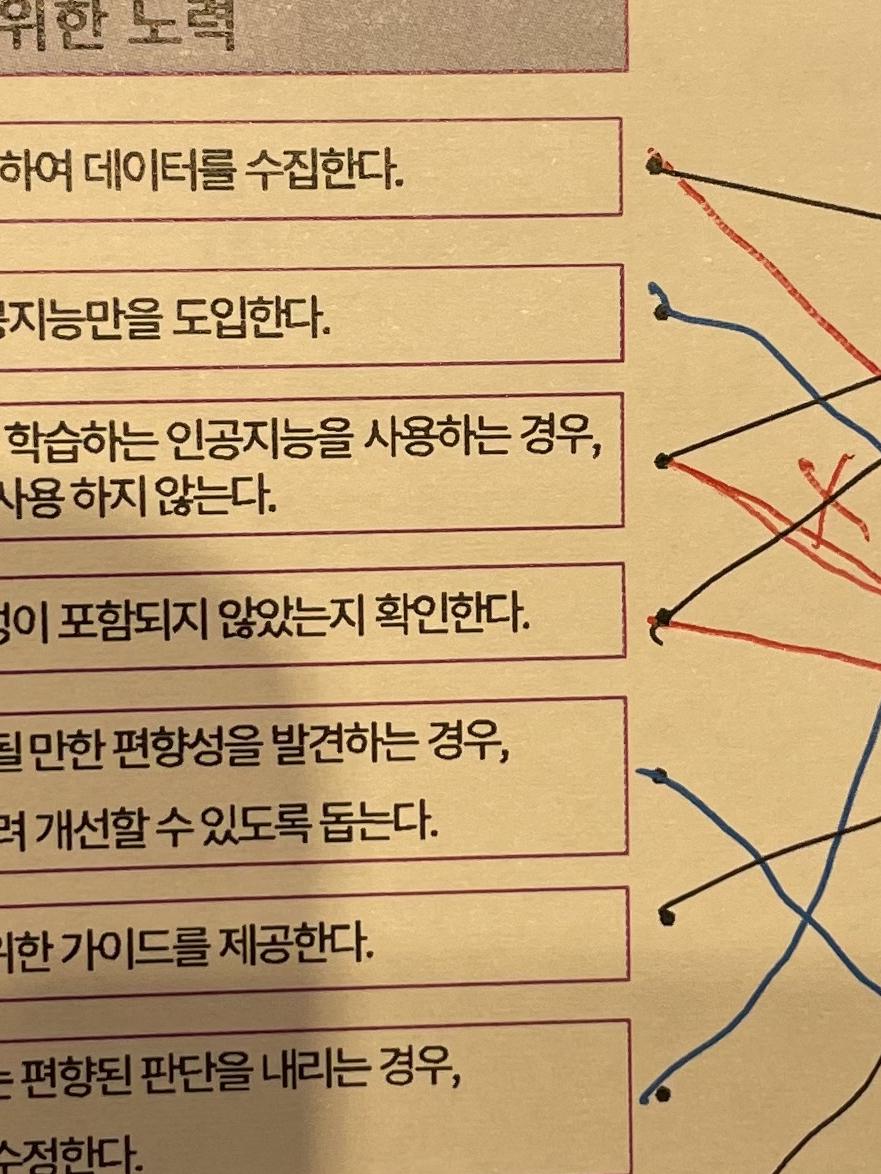 위한 노력
하여 데이터를 수집한다.
공지능만을 도입한다.
학습하는 인공지능을 사용하는 경우,
사용 하지 않는다.
포함되지 않았는지 확인한다.
될 만한 편향성을 발견하는 경우,
려 개선할 수 있도록 돕는다.
위한 가이드를 제공한다.
는 편향된 판단을 내리는 경우,
수정한다.